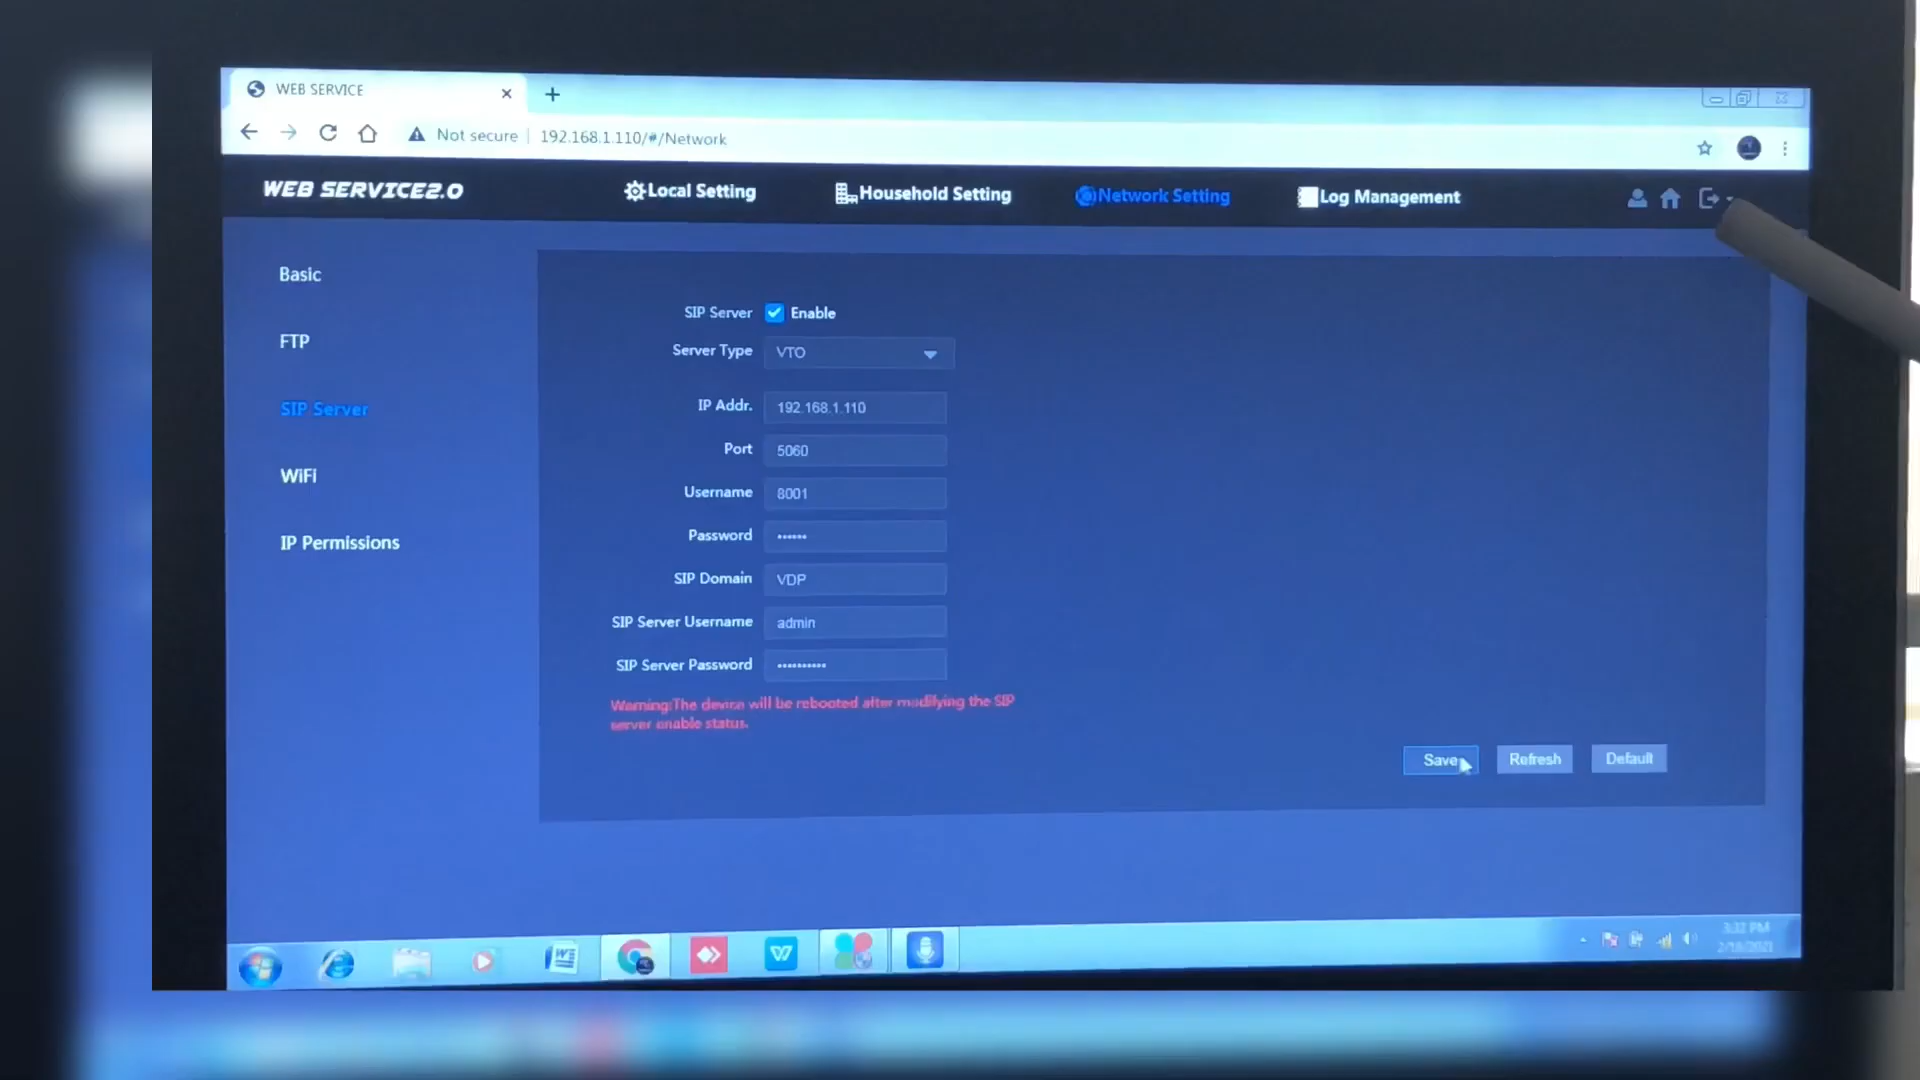 WEB SERVICE
Not secure | 192.168.1.110/#/Network
WEB SERVICE2.0
Local Setting
Household Setting
Network Setting
Log Management
Basic
FTP
SIP Server
WiFi
IP Permissions
SIP Server Enable
Server Type VTO
IP Addr. 192.168.1.110
Port 5060
Username 8001
Password ••••••
SIP Domain VDP
SIP Server Username admin
SIP Server Password ••••••••••
Warning:The device will be rebooted after modifying the SIP
server enable status.
Save Refresh Default
3:32 PM